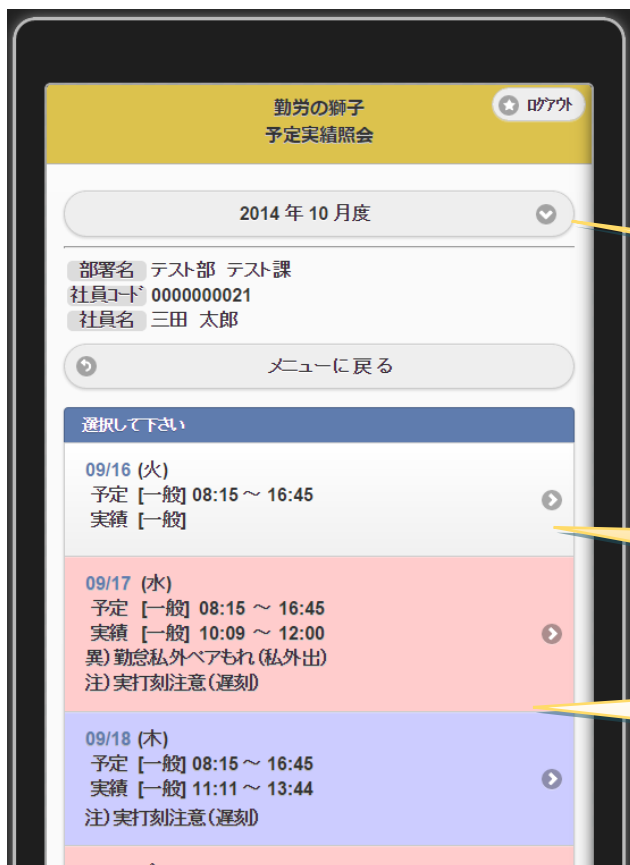 勤労の獅子
予定実績照会
ログアウト
2014 年 10 月度
部署名 テスト部 テスト課
社員コード 0000000021
社員名 三田 太郎
メニューに戻る
選択して下さい
09/16 (火)
予定 [一般] 08:15 ～ 16:45
実績 [一般]
09/17 (水)
予定 [一般] 08:15 ～ 16:45
実績 [一般] 10:09 ～ 12:00
異) 勤怠私外ペアもれ (私外出)
注) 実打刻注意 (遅刻)
09/18 (木)
予定 [一般] 08:15 ～ 16:45
実績 [一般] 11:11 ～ 13:44
注) 実打刻注意 (遅刻)